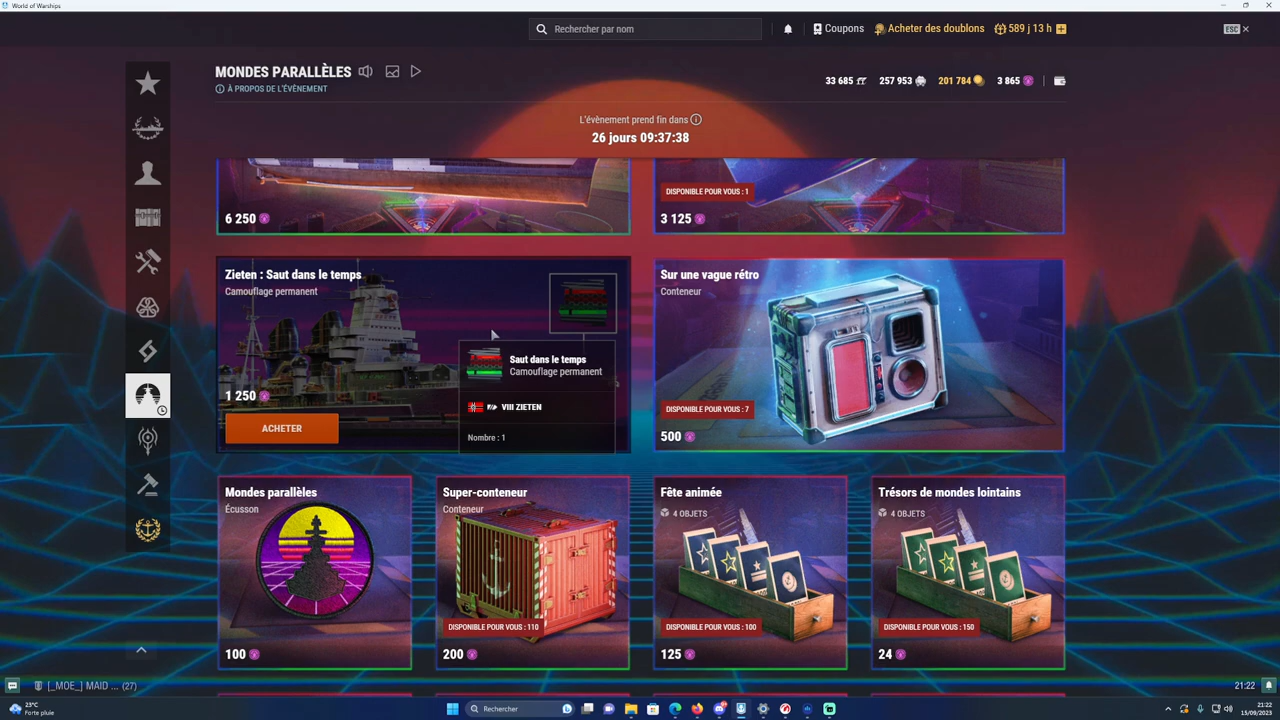 World of Warships
Rechercher par nom
Coupons
Acheter des doublons
589 j 13 h
ESC
MONDES PARALLÈLES
À PROPOS DE L'ÉVÈNEMENT
33 685
257 953
201 784
3 865
L'évènement prend fin dans
26 jours 09:37:38
6 250
DISPONIBLE POUR VOUS : 1
3 125
Zieten : Saut dans le temps
Camouflage permanent
1 250
ACHETER
Saut dans le temps
Camouflage permanent
VIII ZIETEN
Nombre : 1
Sur une vague rétro
Conteneur
DISPONIBLE POUR VOUS : 7
500
Mondes parallèles
Écusson
100
Super-conteneur
Conteneur
DISPONIBLE POUR VOUS : 110
200
Fête animée
4 OBJETS
DISPONIBLE POUR VOUS : 100
125
Trésors de mondes lointains
4 OBJETS
DISPONIBLE POUR VOUS : 150
24
[_MOE_] MAID ... (27)
21:22
23°C
Forte pluie
Rechercher
21:22
15/09/2023